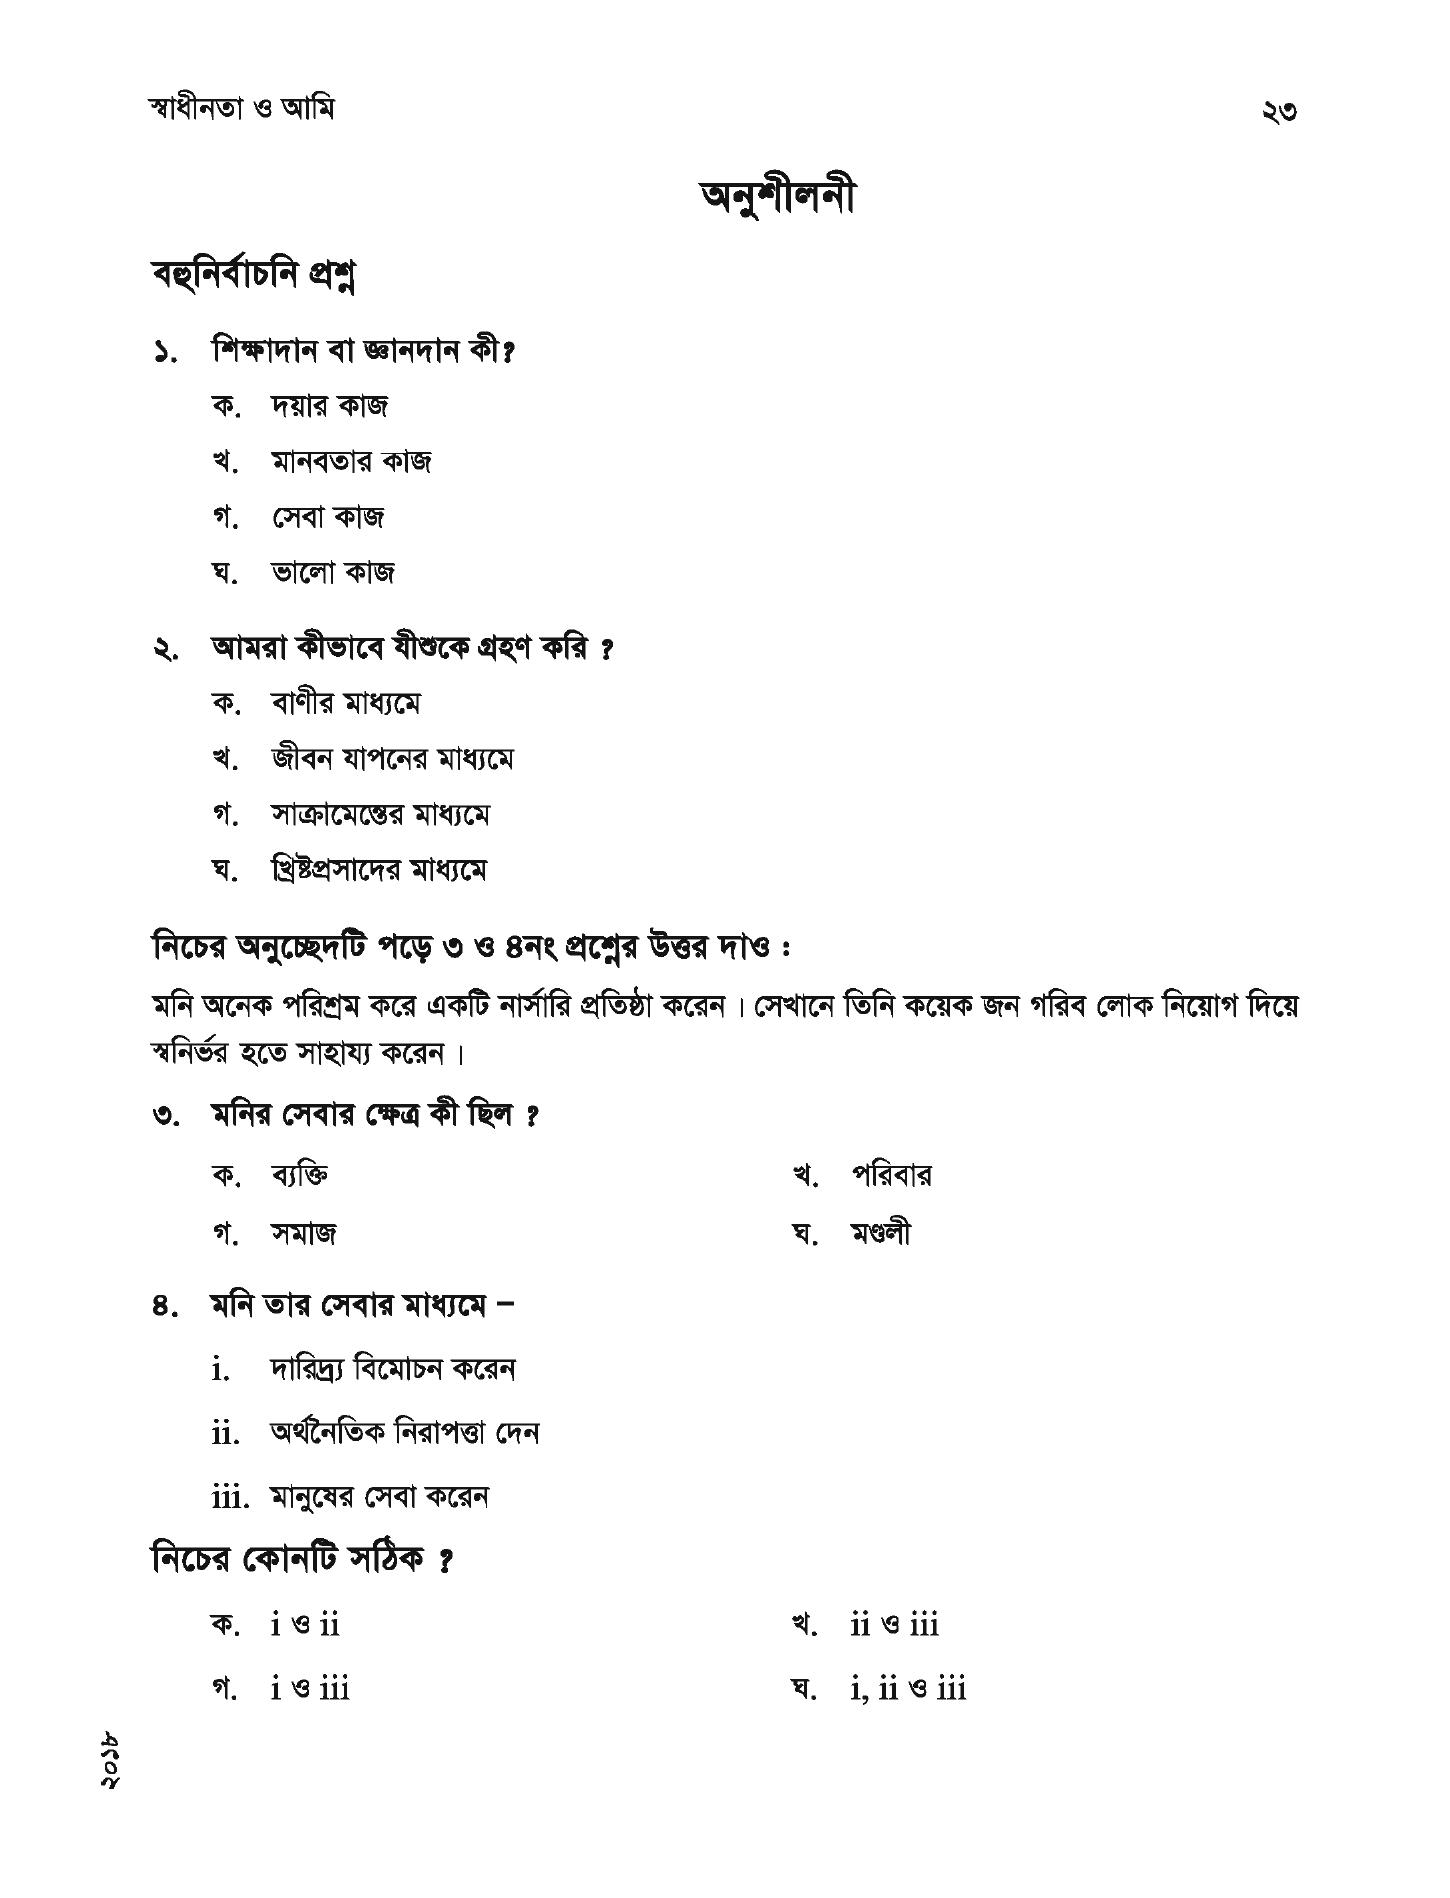 স্বাধীনতা ও আমি ২৩
অনুশীলনী
বহুনির্বাচনি প্রশ্ন
১. শিক্ষাদান বা জ্ঞানদান কী?
ক. দয়ার কাজ
খ. মানবতার কাজ
গ. সেবা কাজ
ঘ. ভালো কাজ
২. আমরা কীভাবে যীশুকে গ্রহণ করি ?
ক. বাণীর মাধ্যমে
খ. জীবন যাপনের মাধ্যমে
গ. সাক্রামেন্তের মাধ্যমে
ঘ. খ্রিষ্টপ্রসাদের মাধ্যমে
নিচের অনুচ্ছেদটি পড়ে ৩ ও ৪নং প্রশ্নের উত্তর দাও :
মনি অনেক পরিশ্রম করে একটি নার্সারি প্রতিষ্ঠা করেন । সেখানে তিনি কয়েক জন গরিব লোক নিয়োগ দিয়ে
স্বনির্ভর হতে সাহায্য করেন ।
৩. মনির সেবার ক্ষেত্র কী ছিল ?
ক. ব্যক্তি খ. পরিবার
গ. সমাজ ঘ. মণ্ডলী
৪. মনি তার সেবার মাধ্যমে –
i. দারিদ্র্য বিমোচন করেন
ii. অর্থনৈতিক নিরাপত্তা দেন
iii. মানুষের সেবা করেন
নিচের কোনটি সঠিক ?
ক. i ও ii খ. ii ও iii
গ. i ও iii ঘ. i, ii ও iii
২০১৮